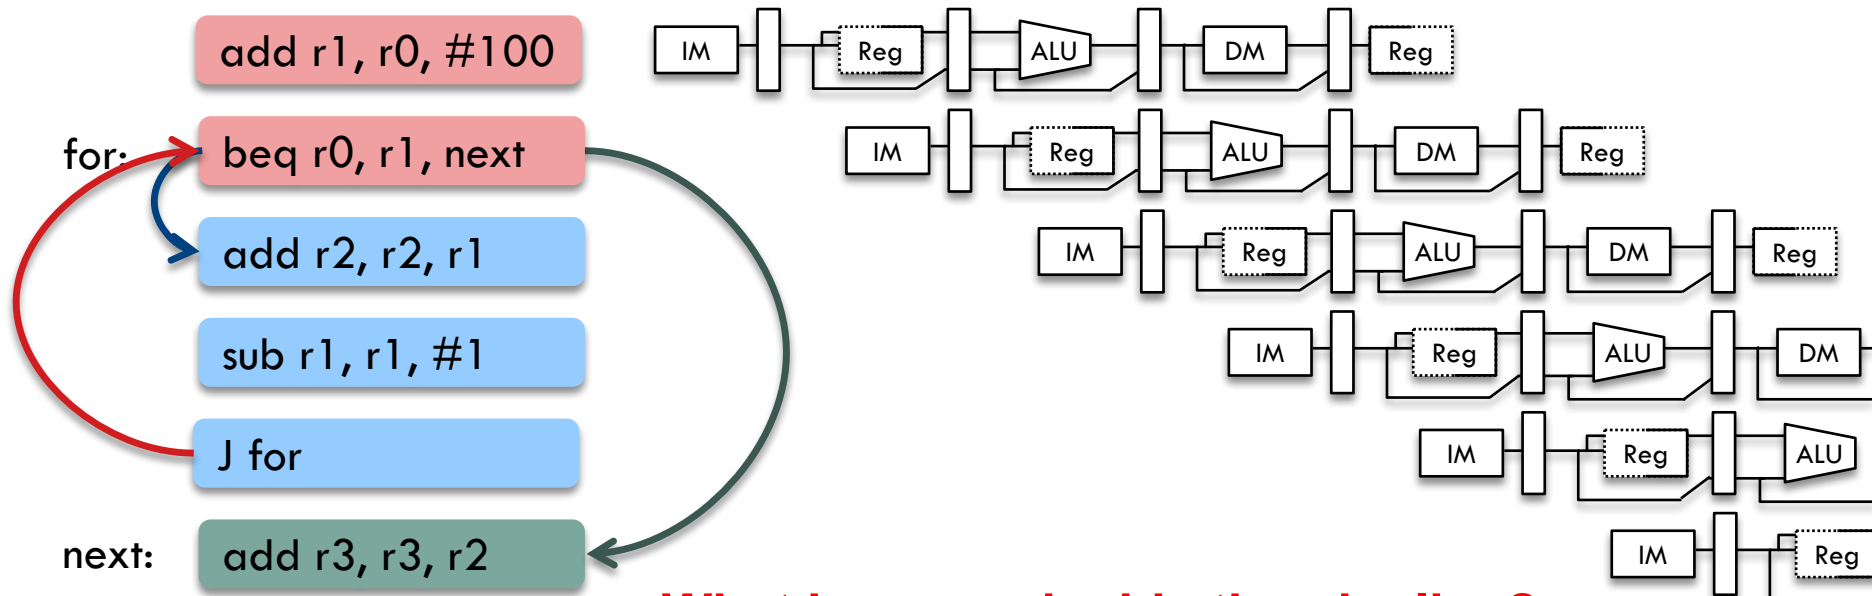 add r1, r0, #100
IM Reg ALU DM Reg
for: beq r0, r1, next
IM Reg ALU DM Reg
add r2, r2, r1
IM Reg ALU DM Reg
sub r1, r1, #1
IM Reg ALU DM
J for
IM Reg ALU
next: add r3, r3, r2
IM Reg